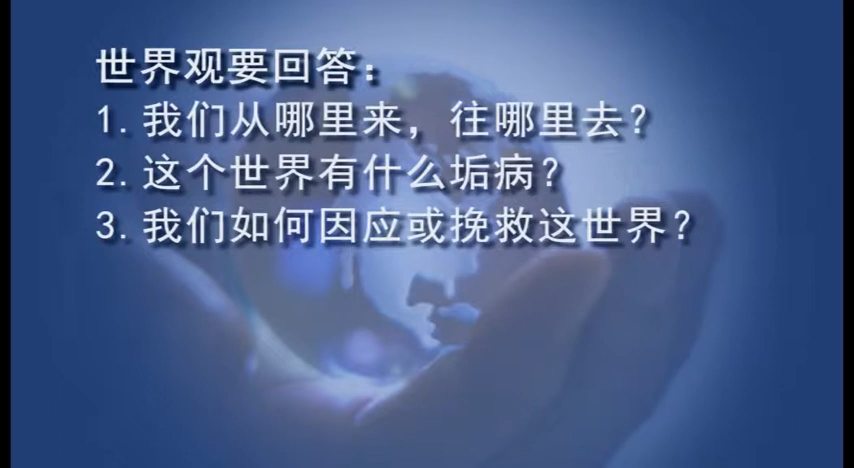 世界观要回答：
1.我们从哪里来，往哪里去？
2.这个世界有什么垢病？
3.我们如何因应或挽救这世界？